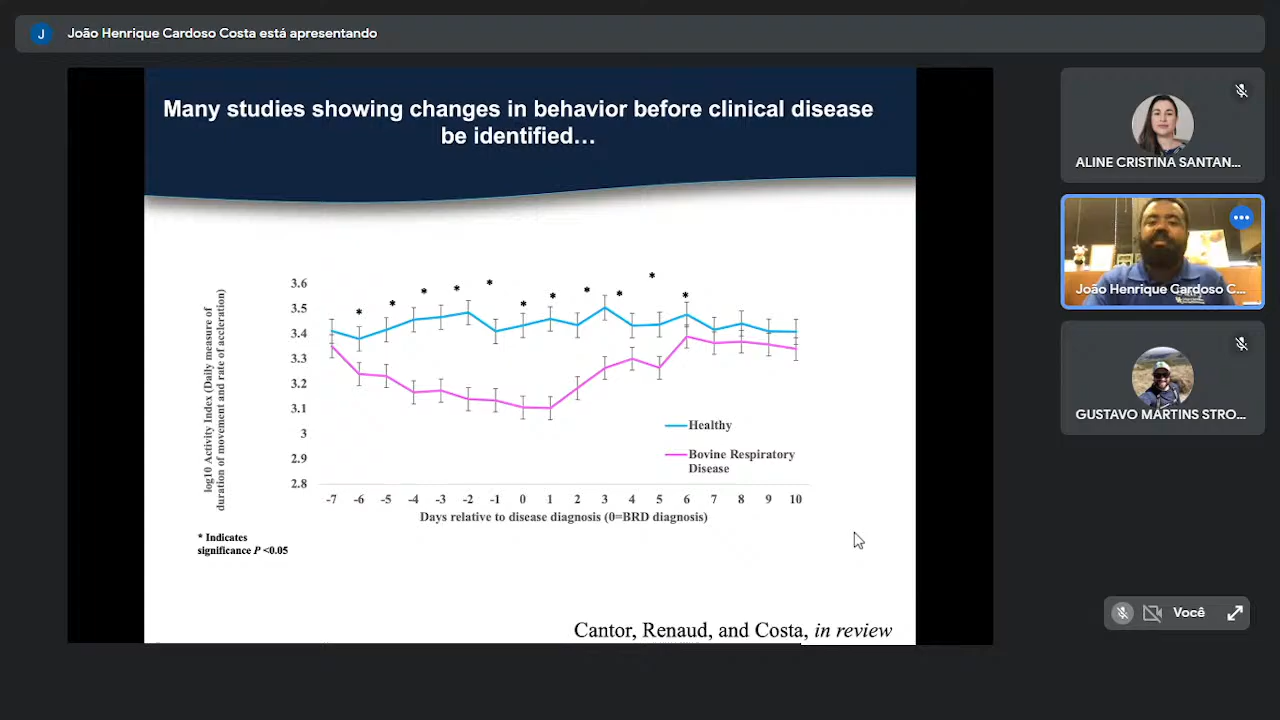 J João Henrique Cardoso Costa está apresentando
Many studies showing changes in behavior before clinical disease
be identified…
log10 Activity Index (Daily measure of
duration of movement and rate of accleration)
3.6
3.5
3.4
3.3
3.2
3.1
3
2.9
2.8
* * * * * * * * * * *
Healthy
Bovine Respiratory
Disease
-7 -6 -5 -4 -3 -2 -1 0 1 2 3 4 5 6 7 8 9 10
Days relative to disease diagnosis (0=BRD diagnosis)
* Indicates
significance P <0.05
Cantor, Renaud, and Costa, in review
ALINE CRISTINA SANTAN...
João Henrique Cardoso C...
GUSTAVO MARTINS STRO...
Você